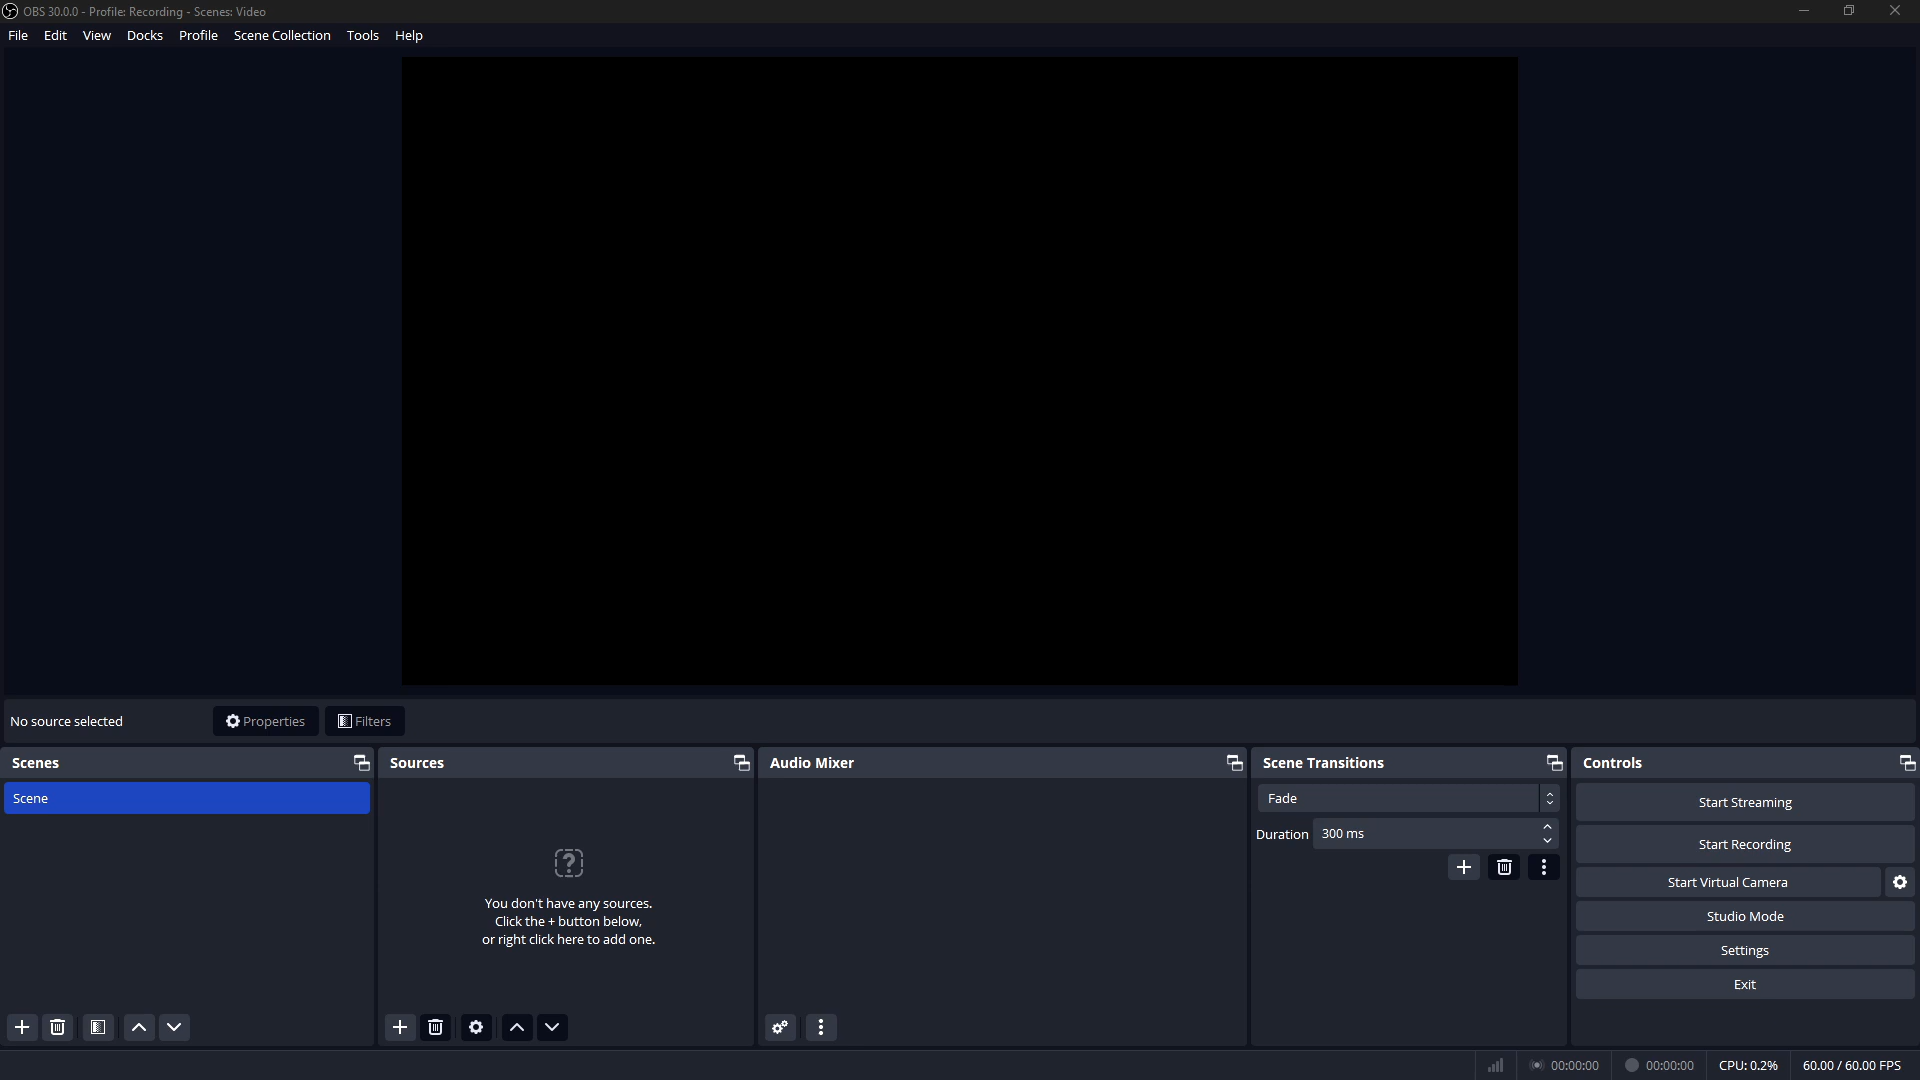 OBS 30.0.0 - Profile: Recording - Scenes: Video
File Edit View Docks Profile Scene Collection Tools Help
No source selected Properties Filters
Scenes
Scene
Sources
You don't have any sources.
Click the + button below,
or right click here to add one.
Audio Mixer
Scene Transitions
Fade
Duration 300 ms
Controls
Start Streaming
Start Recording
Start Virtual Camera
Studio Mode
Settings
Exit
00:00:00 00:00:00 CPU: 0.2% 60.00 / 60.00 FPS